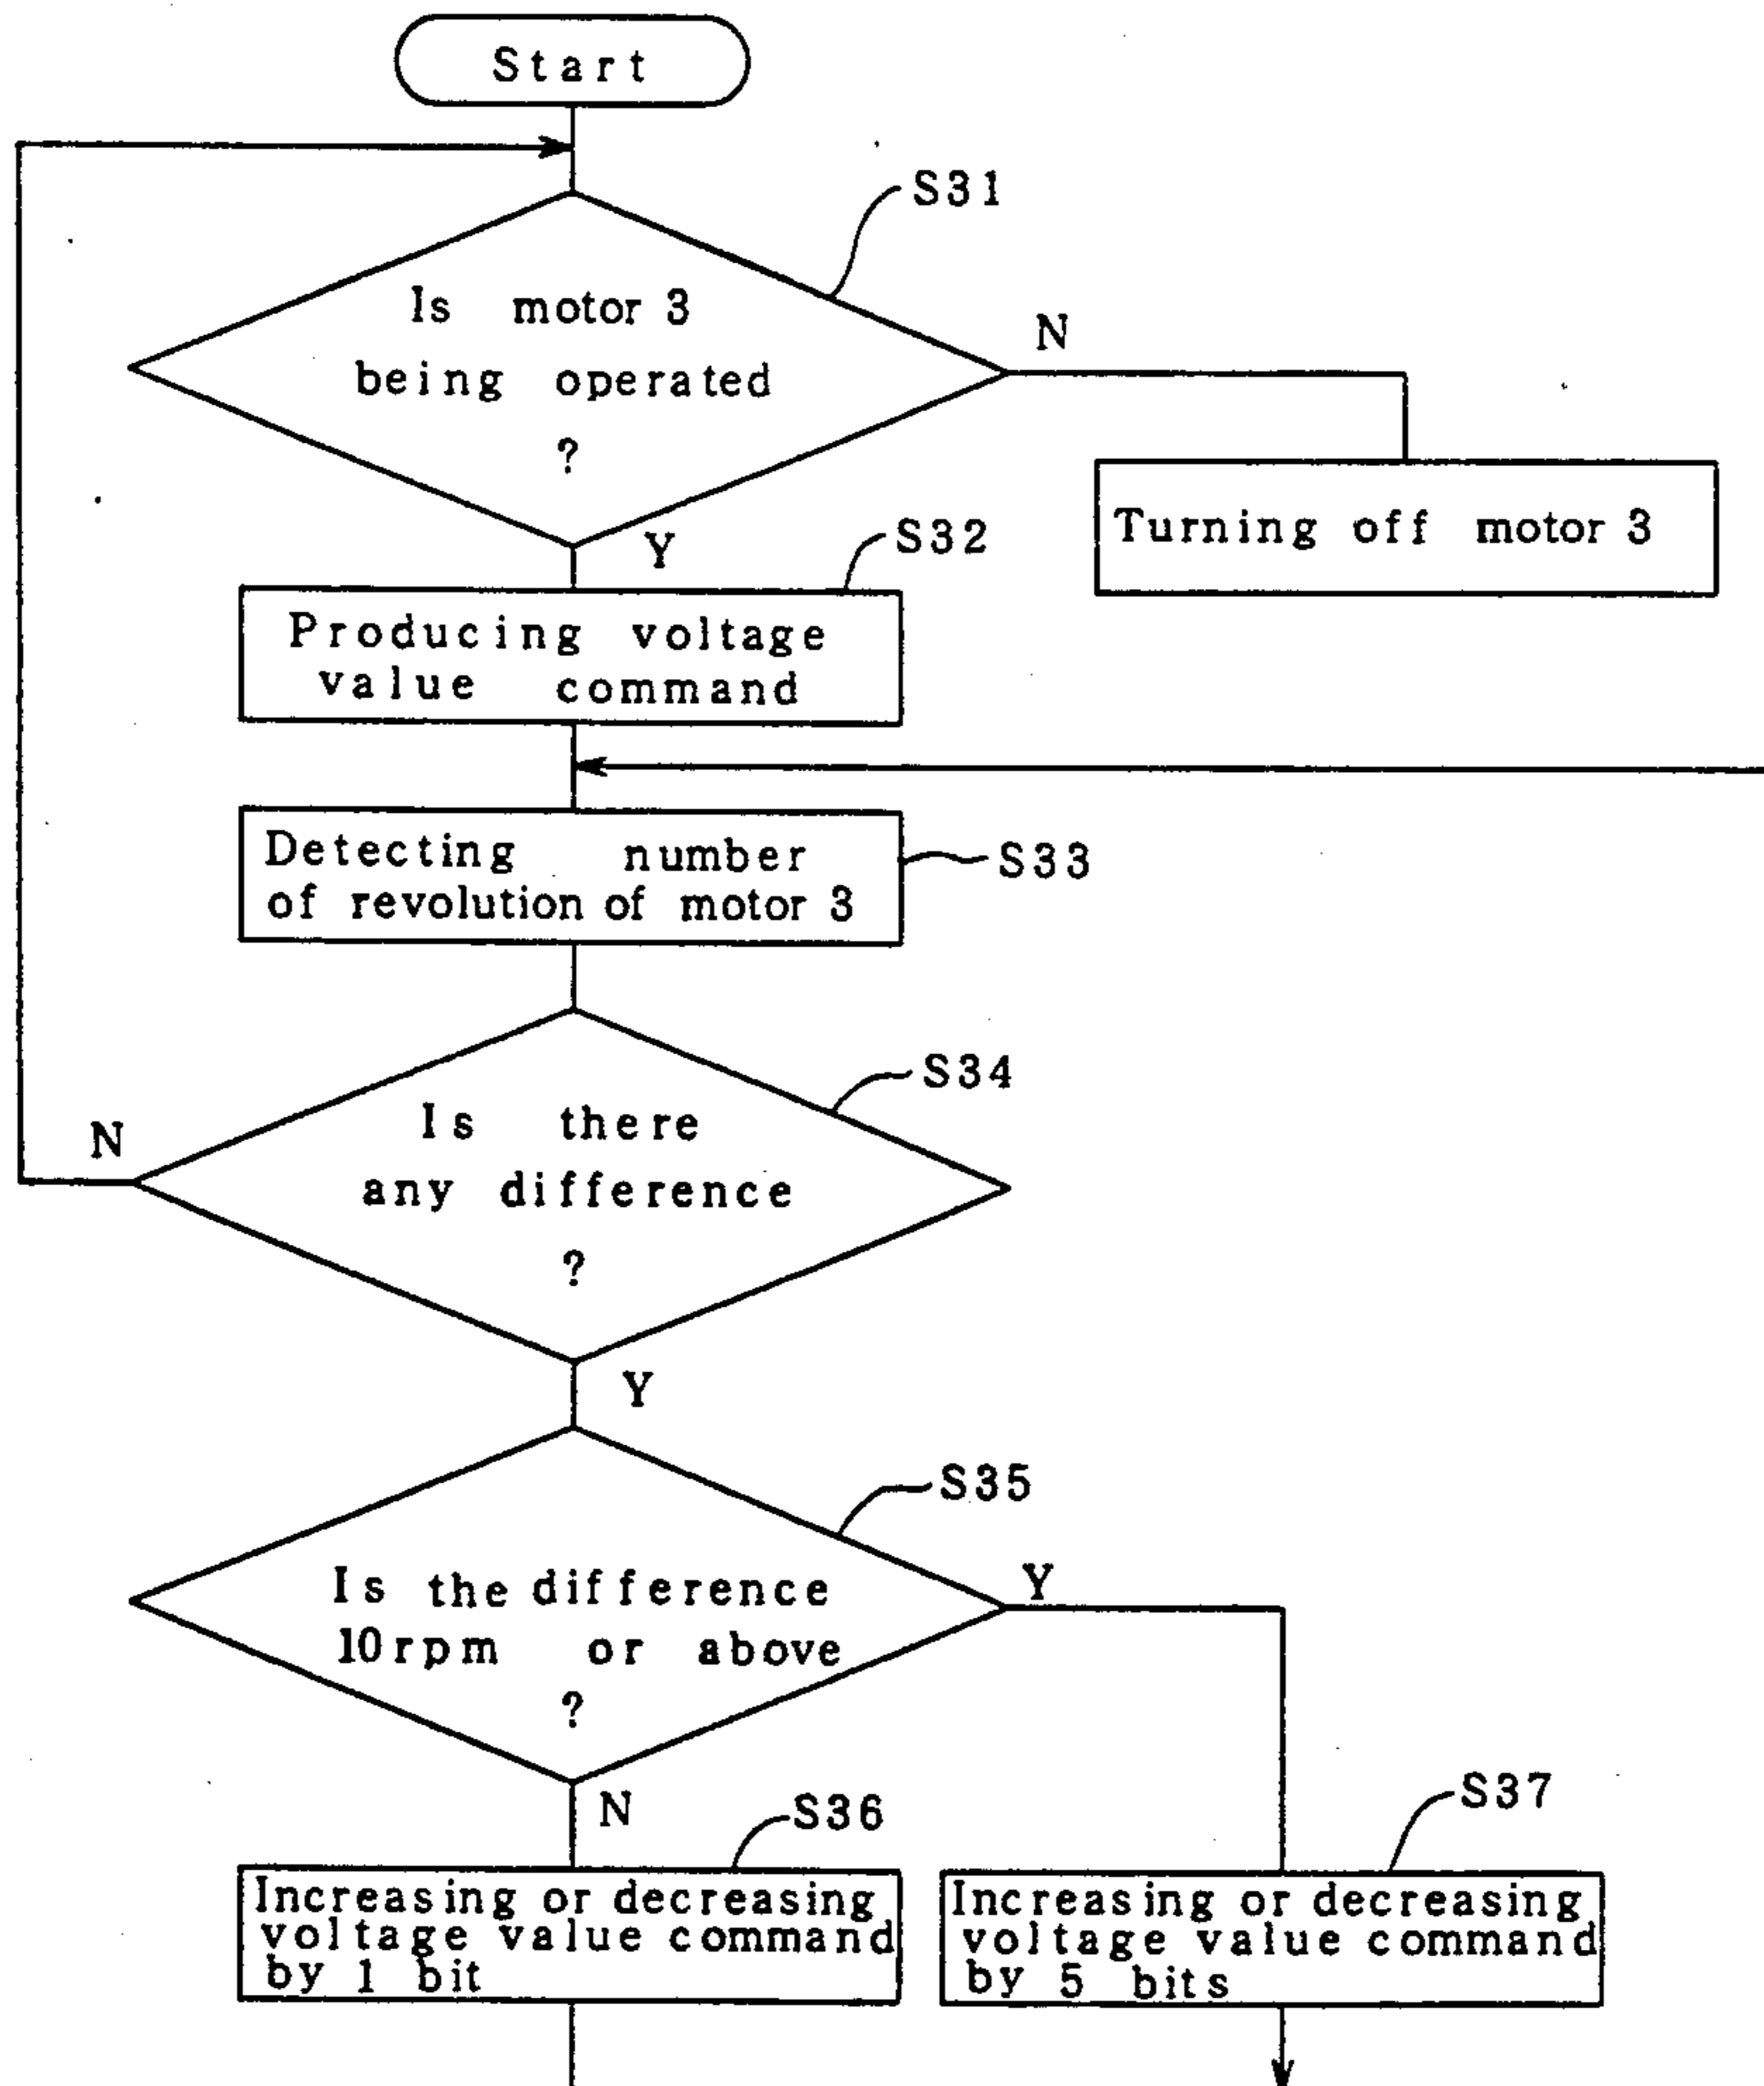 Start
S31
Is motor 3
being operated
?
N
Turning off motor 3
Y
S32
Producing voltage
value command
Detecting number
of revolution of motor 3
S33
S34
Is there
any difference
?
N
Y
S35
Is the difference
10rpm or above
?
Y
N
S36
S37
Increasing or decreasing
voltage value command
by 1 bit
Increasing or decreasing
voltage value command
by 5 bits